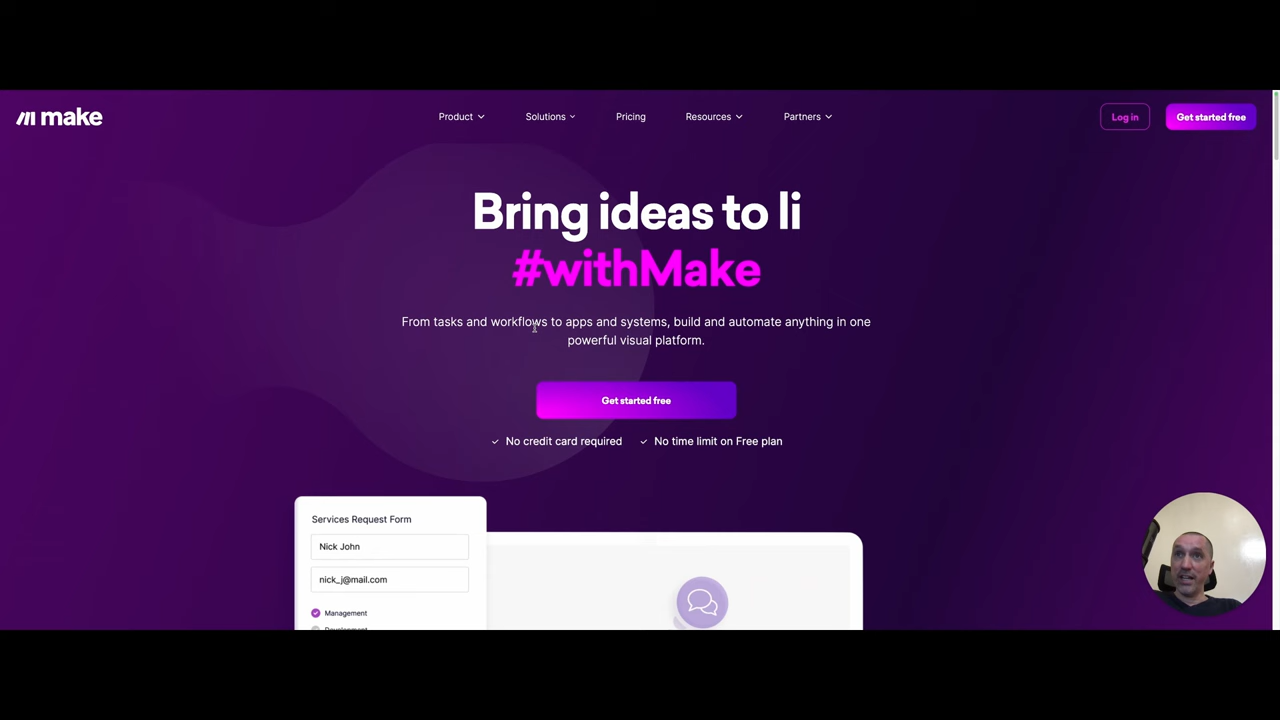 make
Product
Solutions
Pricing
Resources
Partners
Log in
Get started free
Bring ideas to li
#withMake
From tasks and workflows to apps and systems, build and automate anything in one
powerful visual platform.
Get started free
No credit card required
No time limit on Free plan
Services Request Form
Nick John
nick_j@mail.com
Management
Development